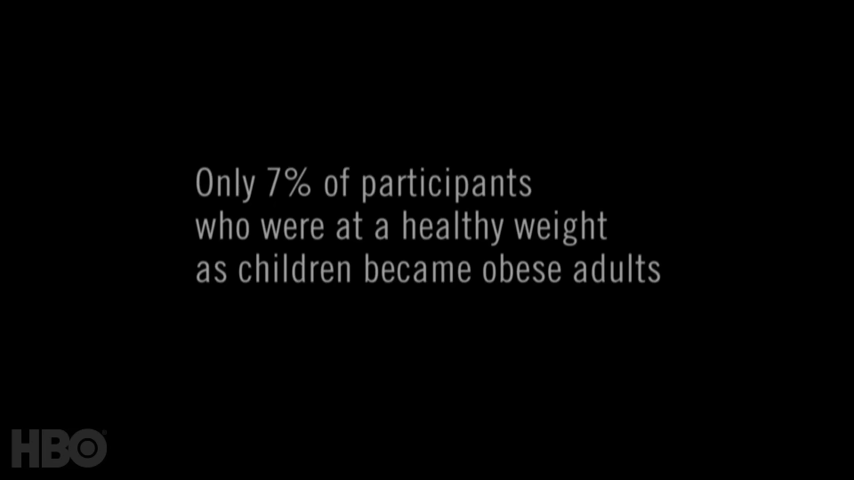 Only 7% of participants
who were at a healthy weight
as children became obese adults
HBO